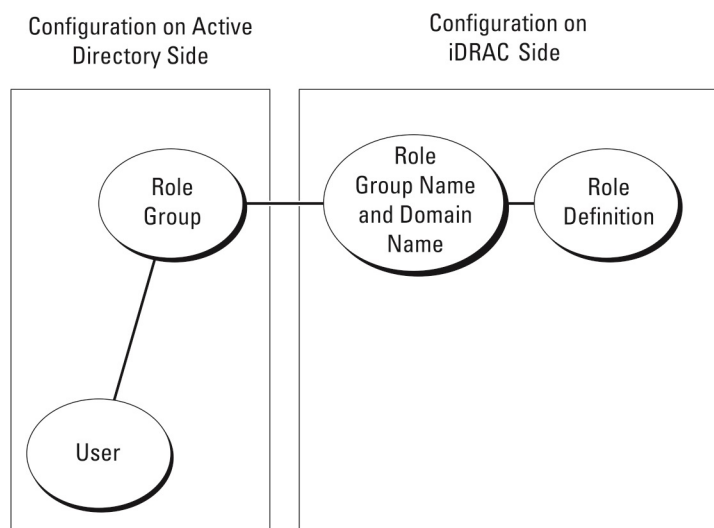 Configuration on Active
Directory Side
Configuration on
iDRAC Side
Role
Group
Role
Group Name
and Domain
Name
Role
Definition
User